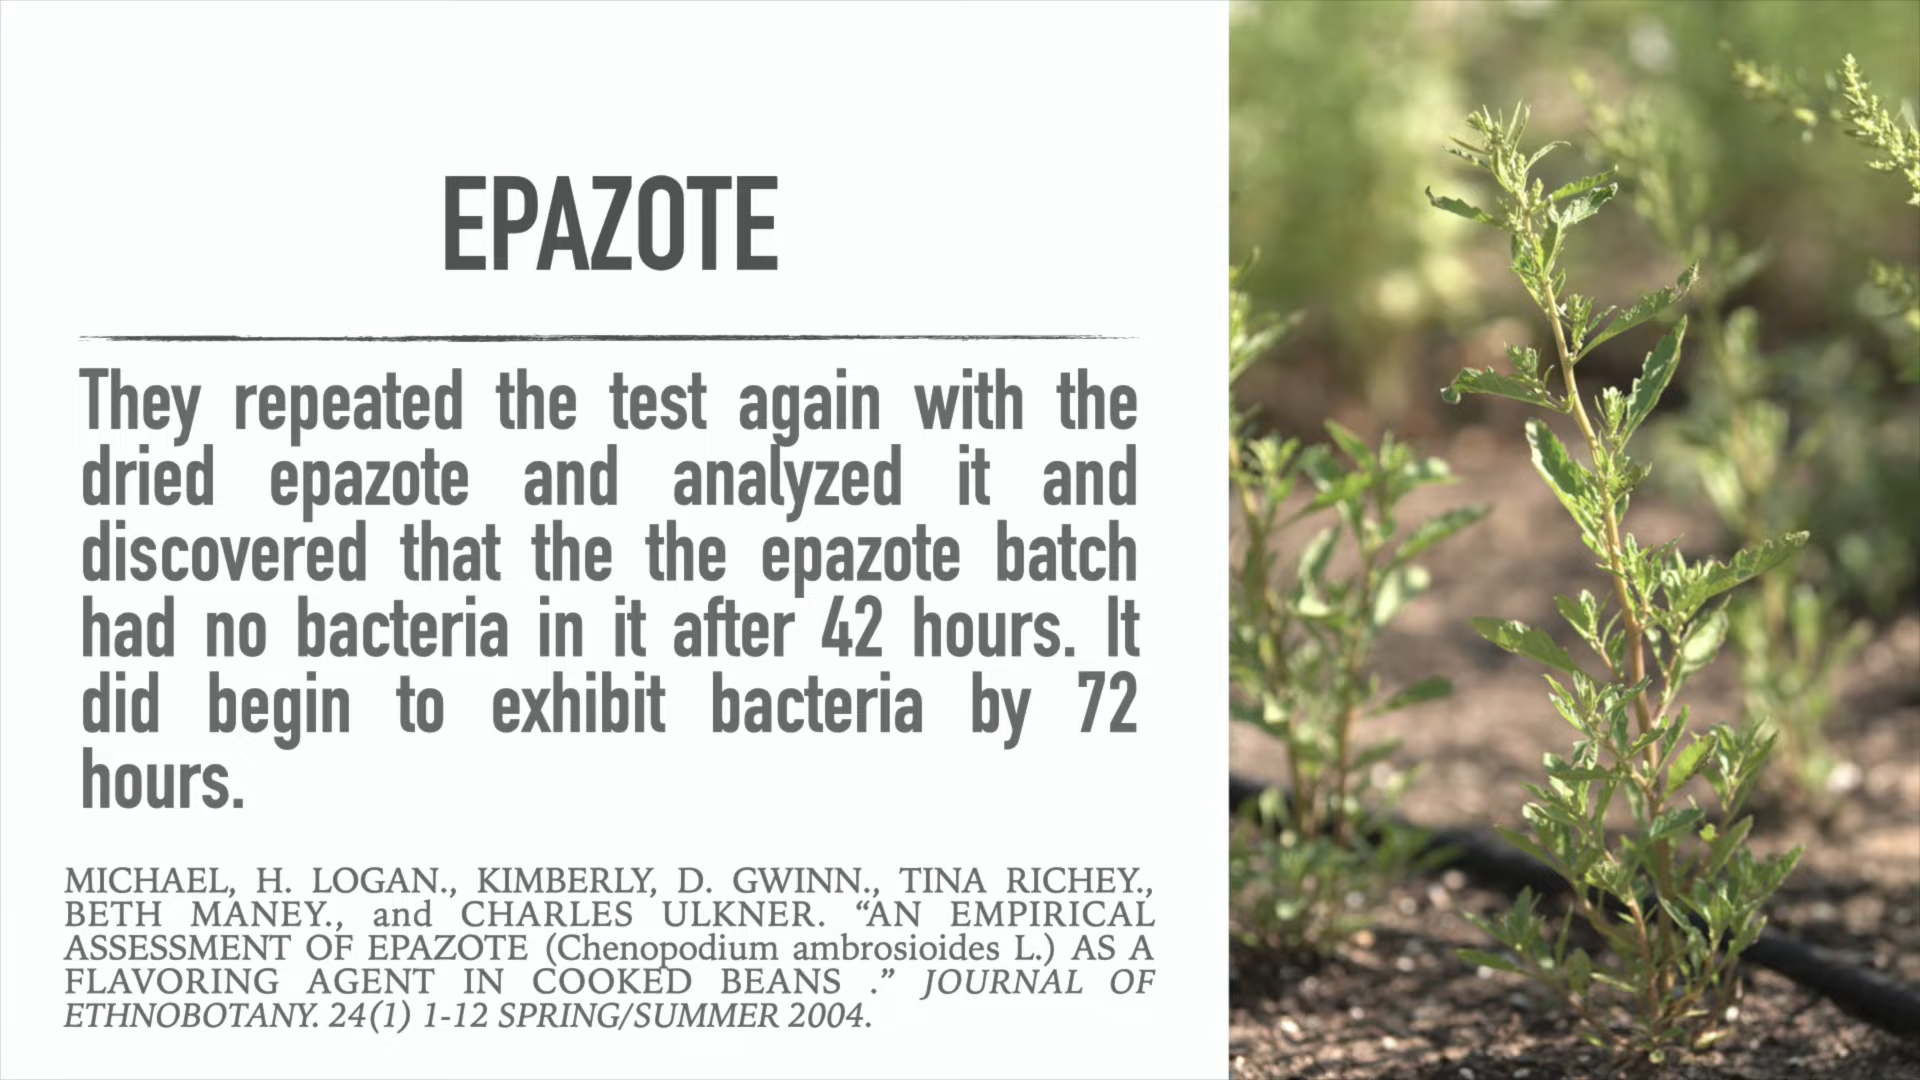 EPAZOTE
They repeated the test again with the
dried epazote and analyzed it and
discovered that the the epazote batch
had no bacteria in it after 42 hours. It
did begin to exhibit bacteria by 72
hours.
MICHAEL, H. LOGAN., KIMBERLY, D. GWINN., TINA RICHEY.,
BETH MANEY., and CHARLES ULKNER. “AN EMPIRICAL
ASSESSMENT OF EPAZOTE (Chenopodium ambrosioides L.) AS A
FLAVORING AGENT IN COOKED BEANS .” JOURNAL OF
ETHNOBOTANY. 24(1) 1-12 SPRING/SUMMER 2004.